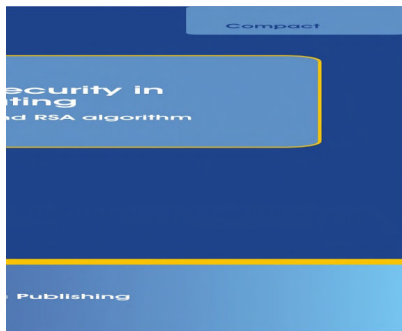 Compact
ecurity in
ting
nd RSA algorithm
Publishing